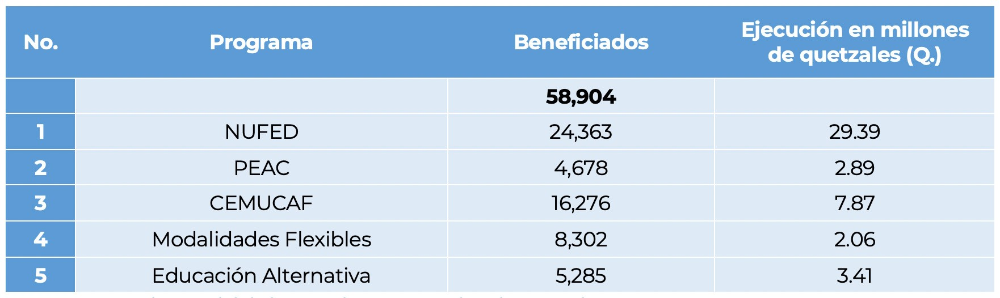 No. Programa Beneficiados Ejecución en millones de quetzales (Q.)
58,904
1 NUFED 24,363 29.39
2 PEAC 4,678 2.89
3 CEMUCAF 16,276 7.87
4 Modalidades Flexibles 8,302 2.06
5 Educación Alternativa 5,285 3.41